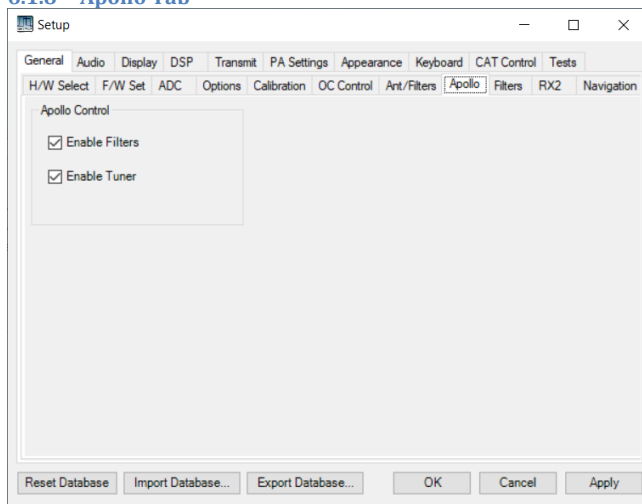 Setup
General Audio Display DSP Transmit PA Settings Appearance Keyboard CAT Control Tests
H/W Select F/W Set ADC Options Calibration OC Control Ant/Filters Apollo Filters RX2 Navigation
Apollo Control
Enable Filters
Enable Tuner
Reset Database Import Database... Export Database... OK Cancel Apply